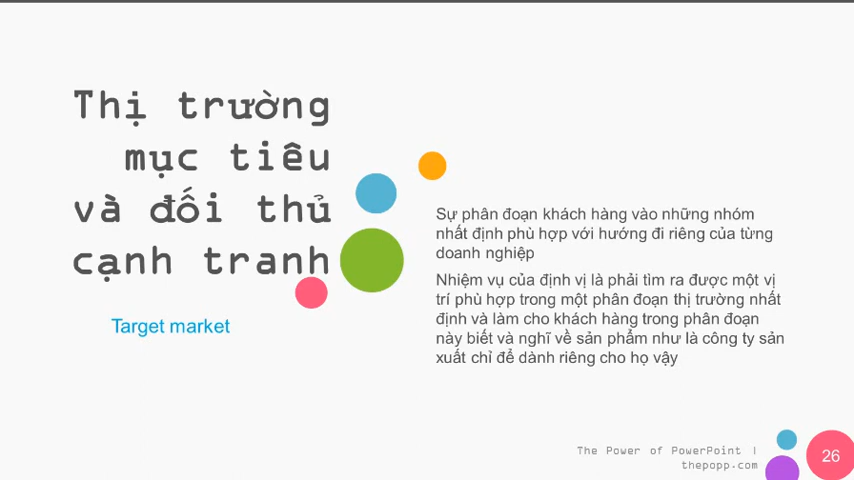 Thị trường
mục tiêu
và đối thủ
cạnh tranh
Target market
Sự phân đoạn khách hàng vào những nhóm
nhất định phù hợp với hướng đi riêng của từng
doanh nghiệp
Nhiệm vụ của định vị là phải tìm ra được một vị
trí phù hợp trong một phân đoạn thị trường nhất
định và làm cho khách hàng trong phân đoạn
này biết và nghĩ về sản phẩm như là công ty sản
xuất chỉ để dành riêng cho họ vậy
The Power of PowerPoint |
thepopp.com
26